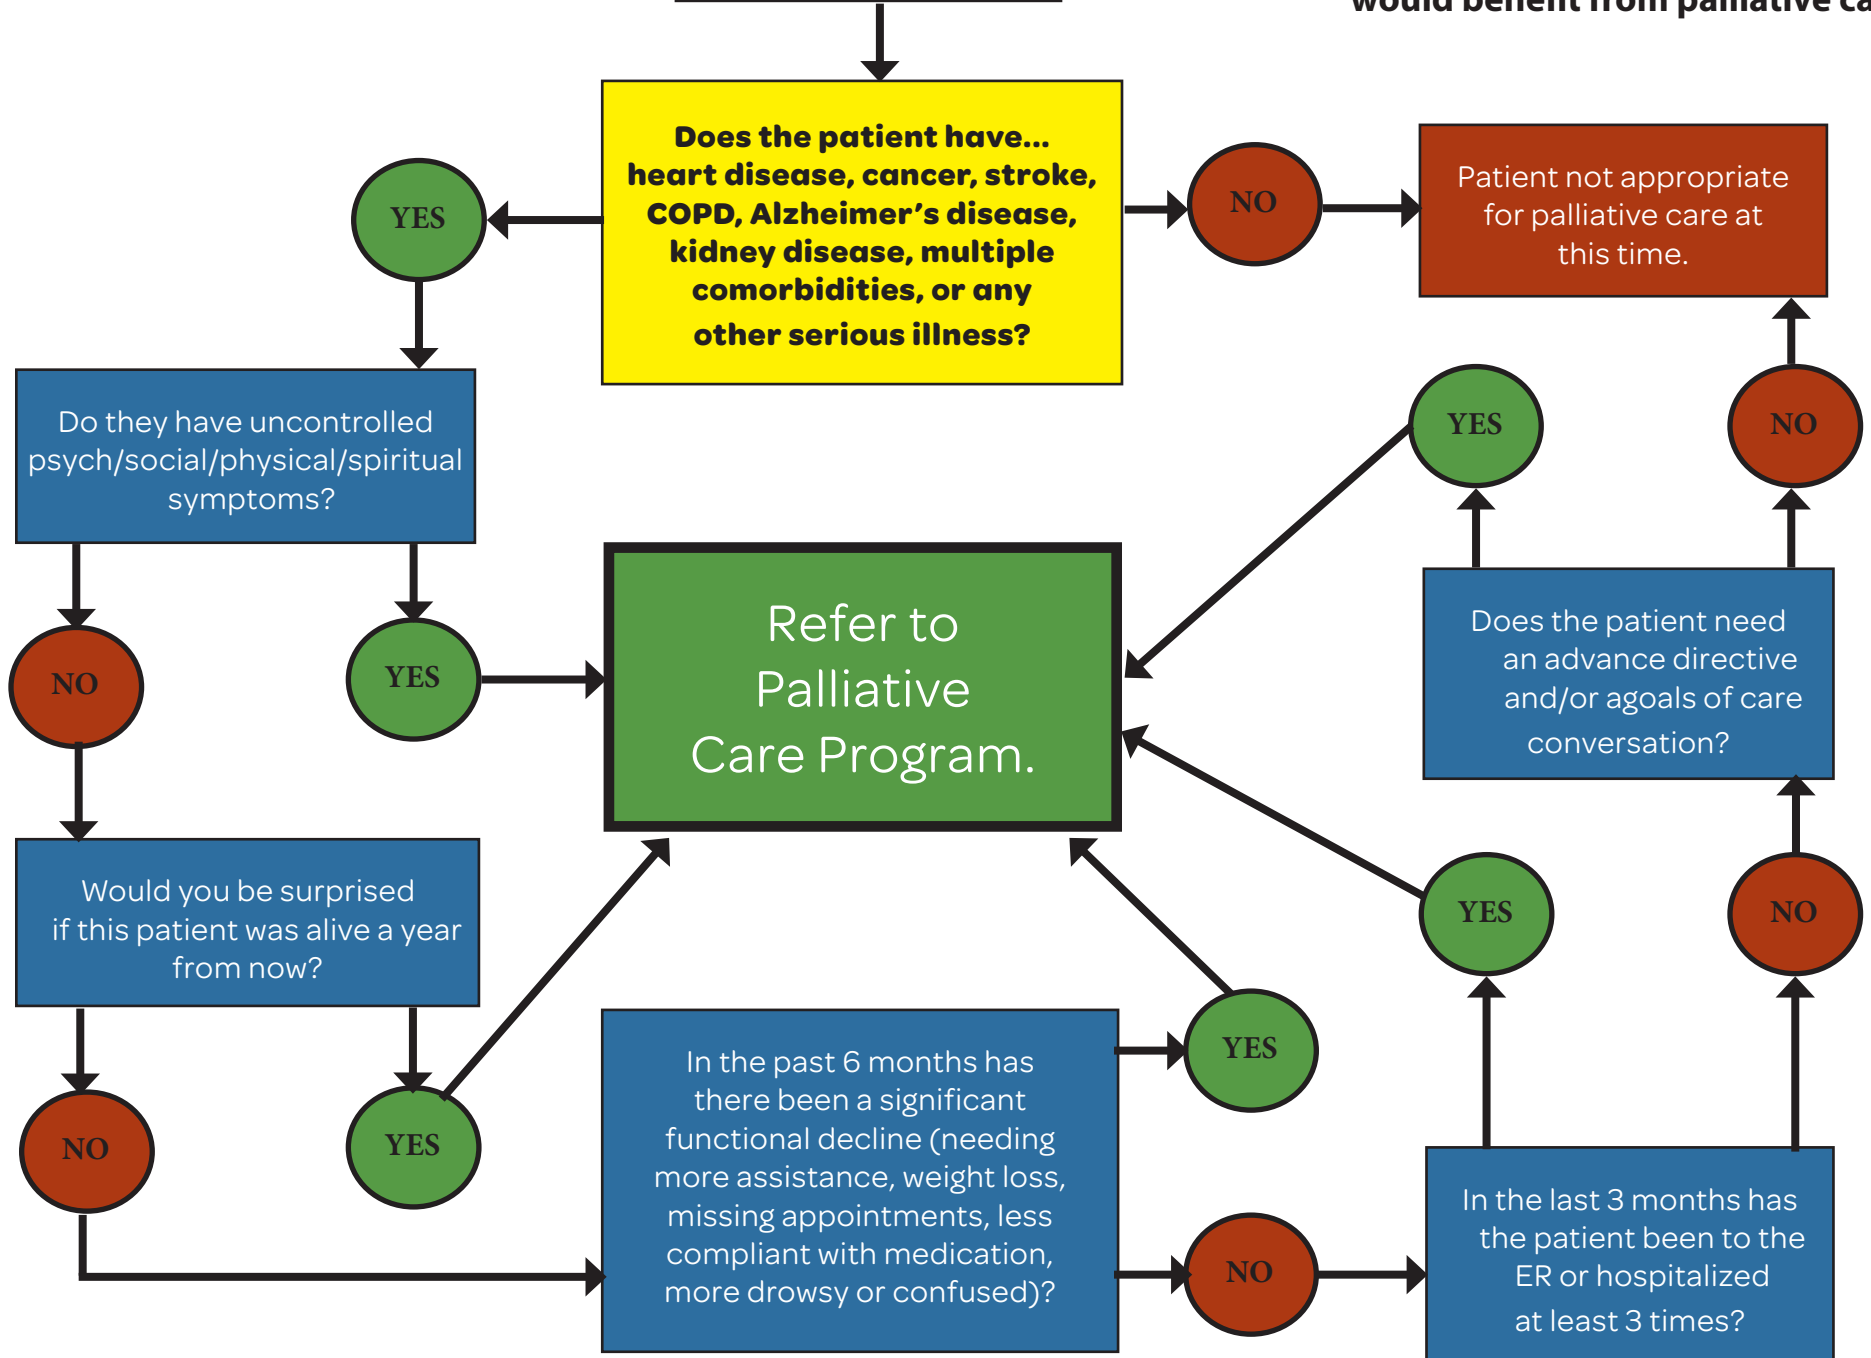 would benefit from palliative ca
Does the patient have...
heart disease, cancer, stroke,
COPD, Alzheimer's disease,
kidney disease, multiple
comorbidities, or any
other serious illness?
YES
NO
Patient not appropriate
for palliative care at
this time.
Do they have uncontrolled
psych/social/physical/spiritual
symptoms?
YES
NO
NO
YES
Refer to
Palliative
Care Program.
Does the patient need
an advance directive
and/or agoals of care
conversation?
Would you be surprised
if this patient was alive a year
from now?
YES
NO
NO
YES
In the past 6 months has
there been a significant
functional decline (needing
more assistance, weight loss,
missing appointments, less
compliant with medication,
more drowsy or confused)?
YES
NO
In the last 3 months has
the patient been to the
ER or hospitalized
at least 3 times?